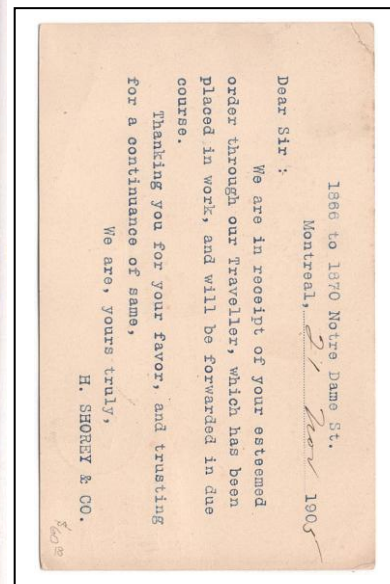 1866 to 1870 Notre Dame St.
Montreal, 21 Nov 1905
Dear Sir :
We are in receipt of your esteemed
order through our Traveller, which has been
placed in work, and will be forwarded in due
course.
Thanking you for your favor, and trusting
for a continuance of same,
We are, yours truly,
H. SHOREY & CO.
$60.00